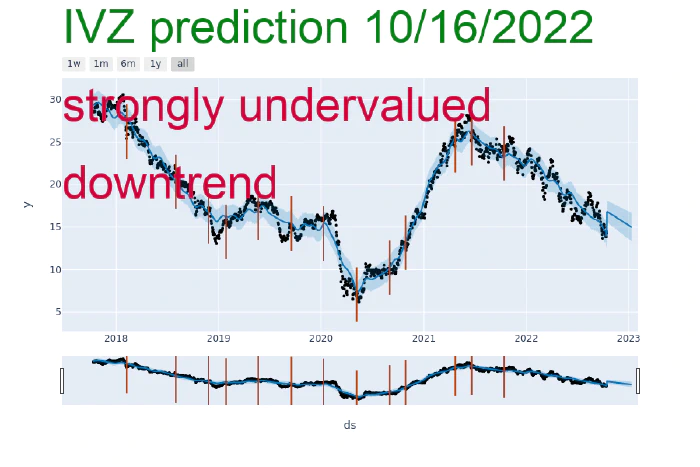 IVZ prediction 10/16/2022
1w 1m 6m 1y all
strongly undervalued
downtrend
30
25
20
15
10
5
y
2018 2019 2020 2021 2022 2023
ds